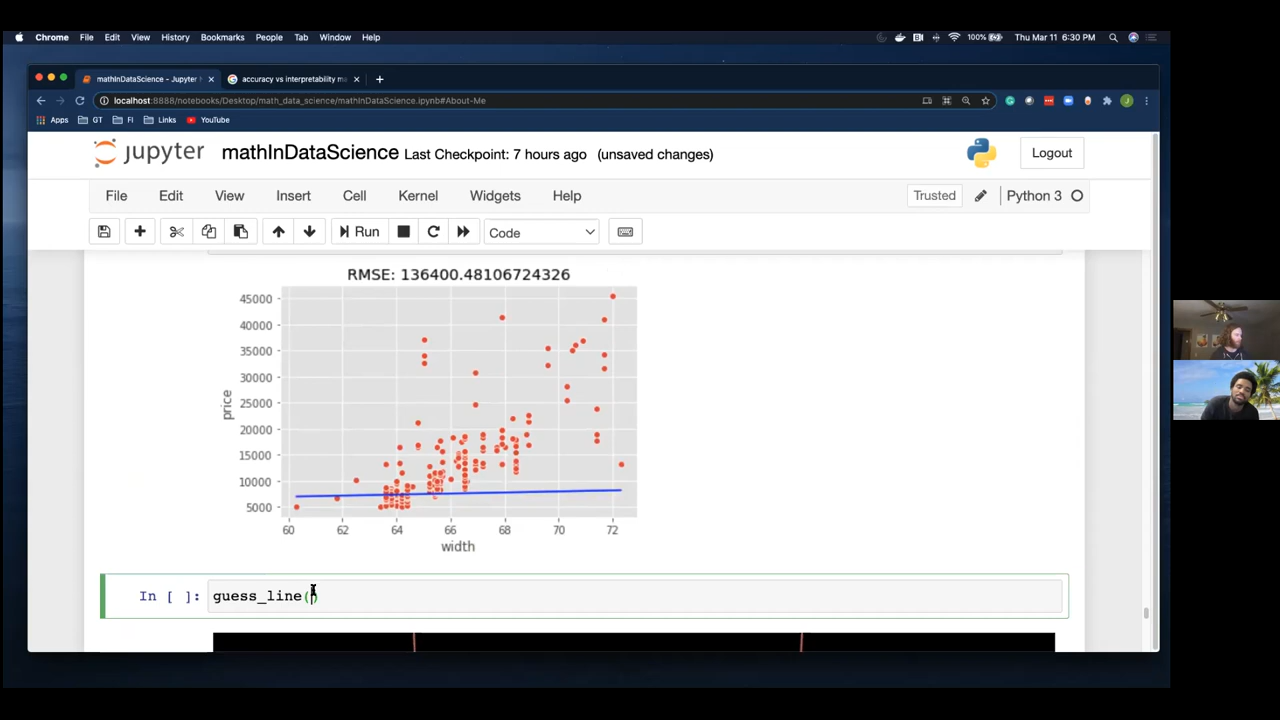 Chrome File Edit View History Bookmarks People Tab Window Help 100% Thu Mar 11 6:30 PM
mathInDataScience - Jupyter N accuracy vs interpretability ma
localhost:8888/notebooks/Desktop/math_data_science/mathInDataScience.ipynb#About-Me
Apps GT FI Links YouTube J
jupyter mathInDataScience Last Checkpoint: 7 hours ago (unsaved changes) Logout
File Edit View Insert Cell Kernel Widgets Help Trusted Python 3
Run Code
RMSE: 136400.48106724326
45000
40000
35000
30000
25000
20000
15000
10000
5000
price
60 62 64 66 68 70 72
width
In [ ]: guess_line()